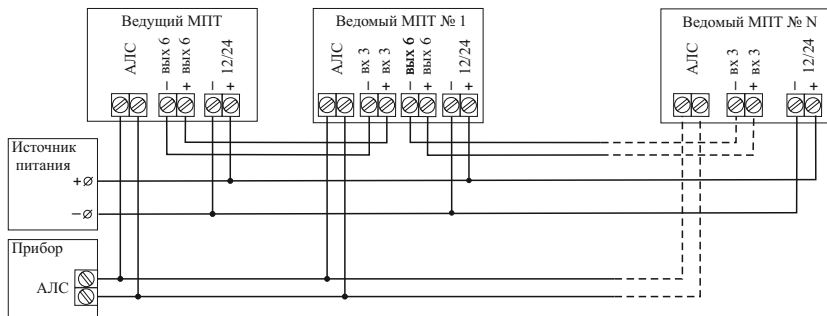 Ведущий МПТ
АЛС
– вых 6
+ вых 6
–
+ 12/24
Ведомый МПТ № 1
АЛС
– вх 3
+ вх 3
– вых 6
+ вых 6
–
+ 12/24
Ведомый МПТ № N
АЛС
– вх 3
+ вх 3
–
+ 12/24
Источник
питания
+
–
Прибор
АЛС